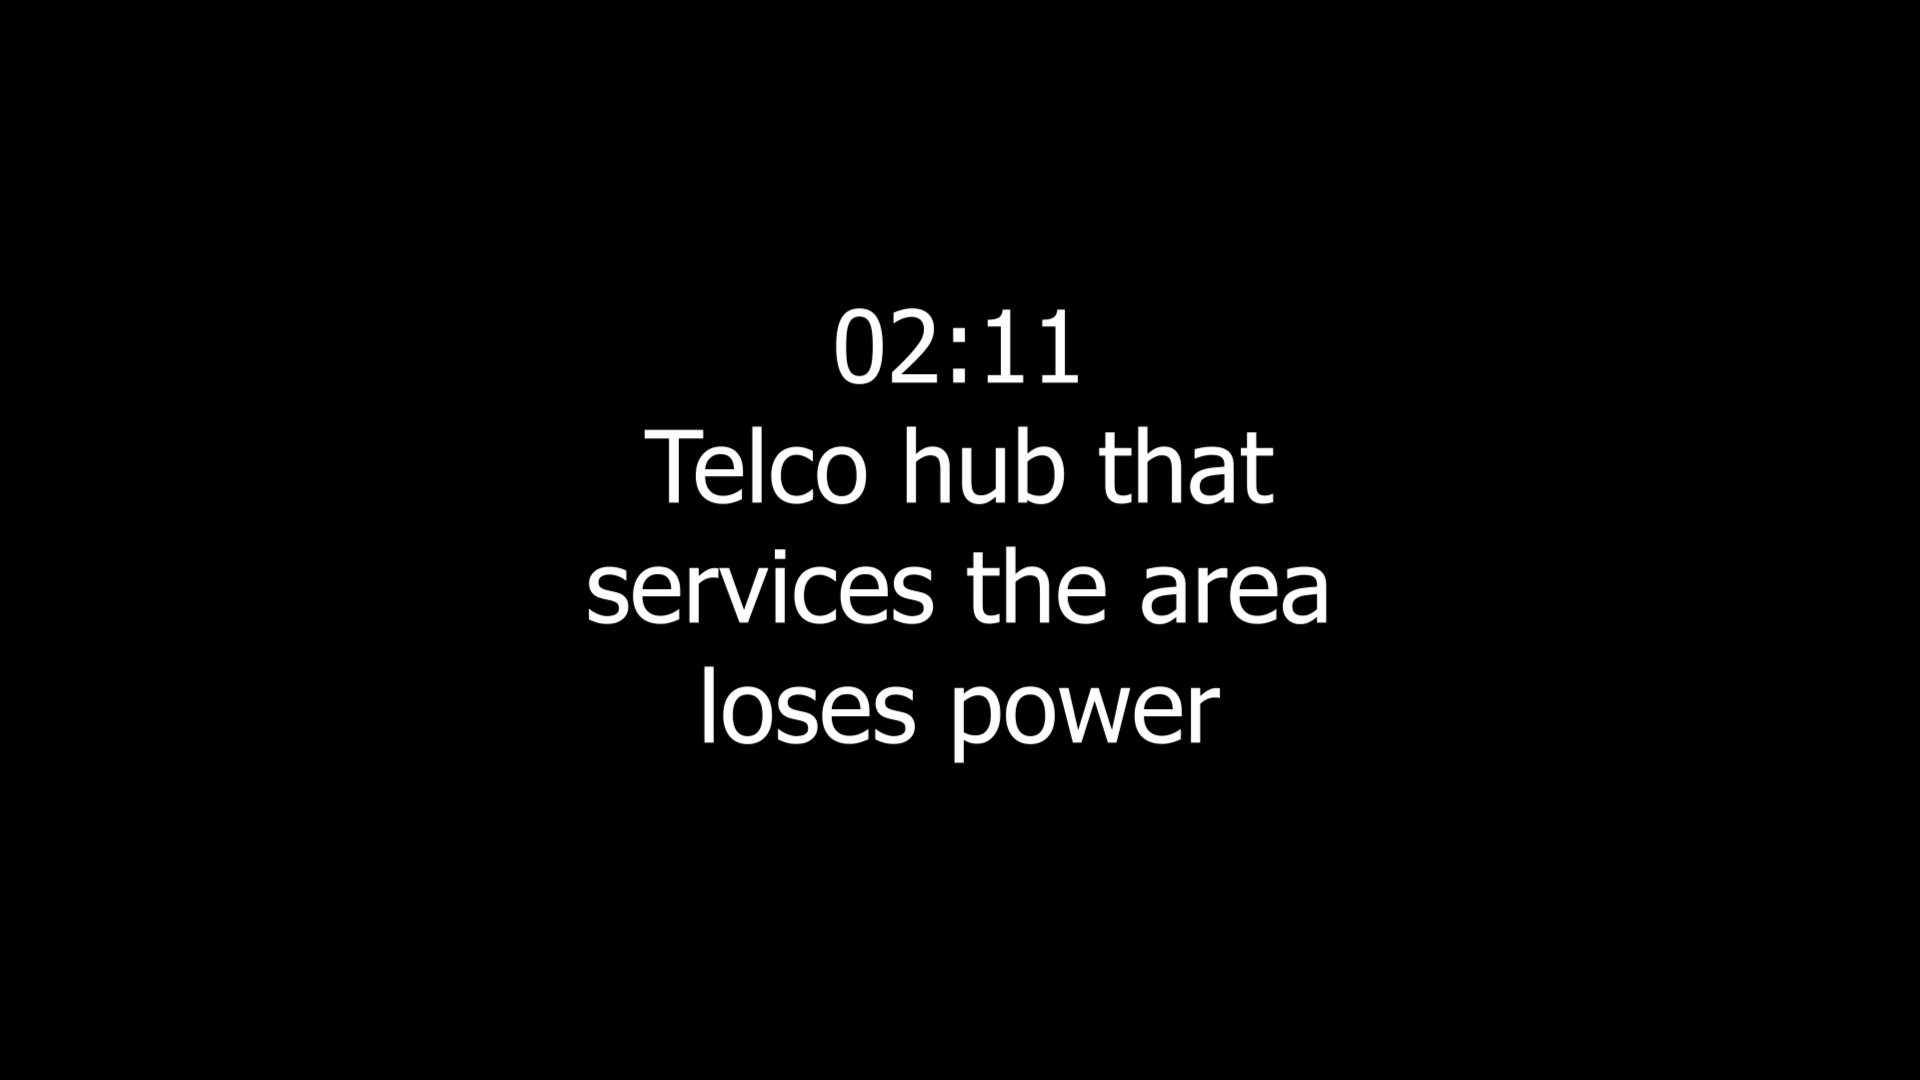 02:11
Telco hub that
services the area
loses power